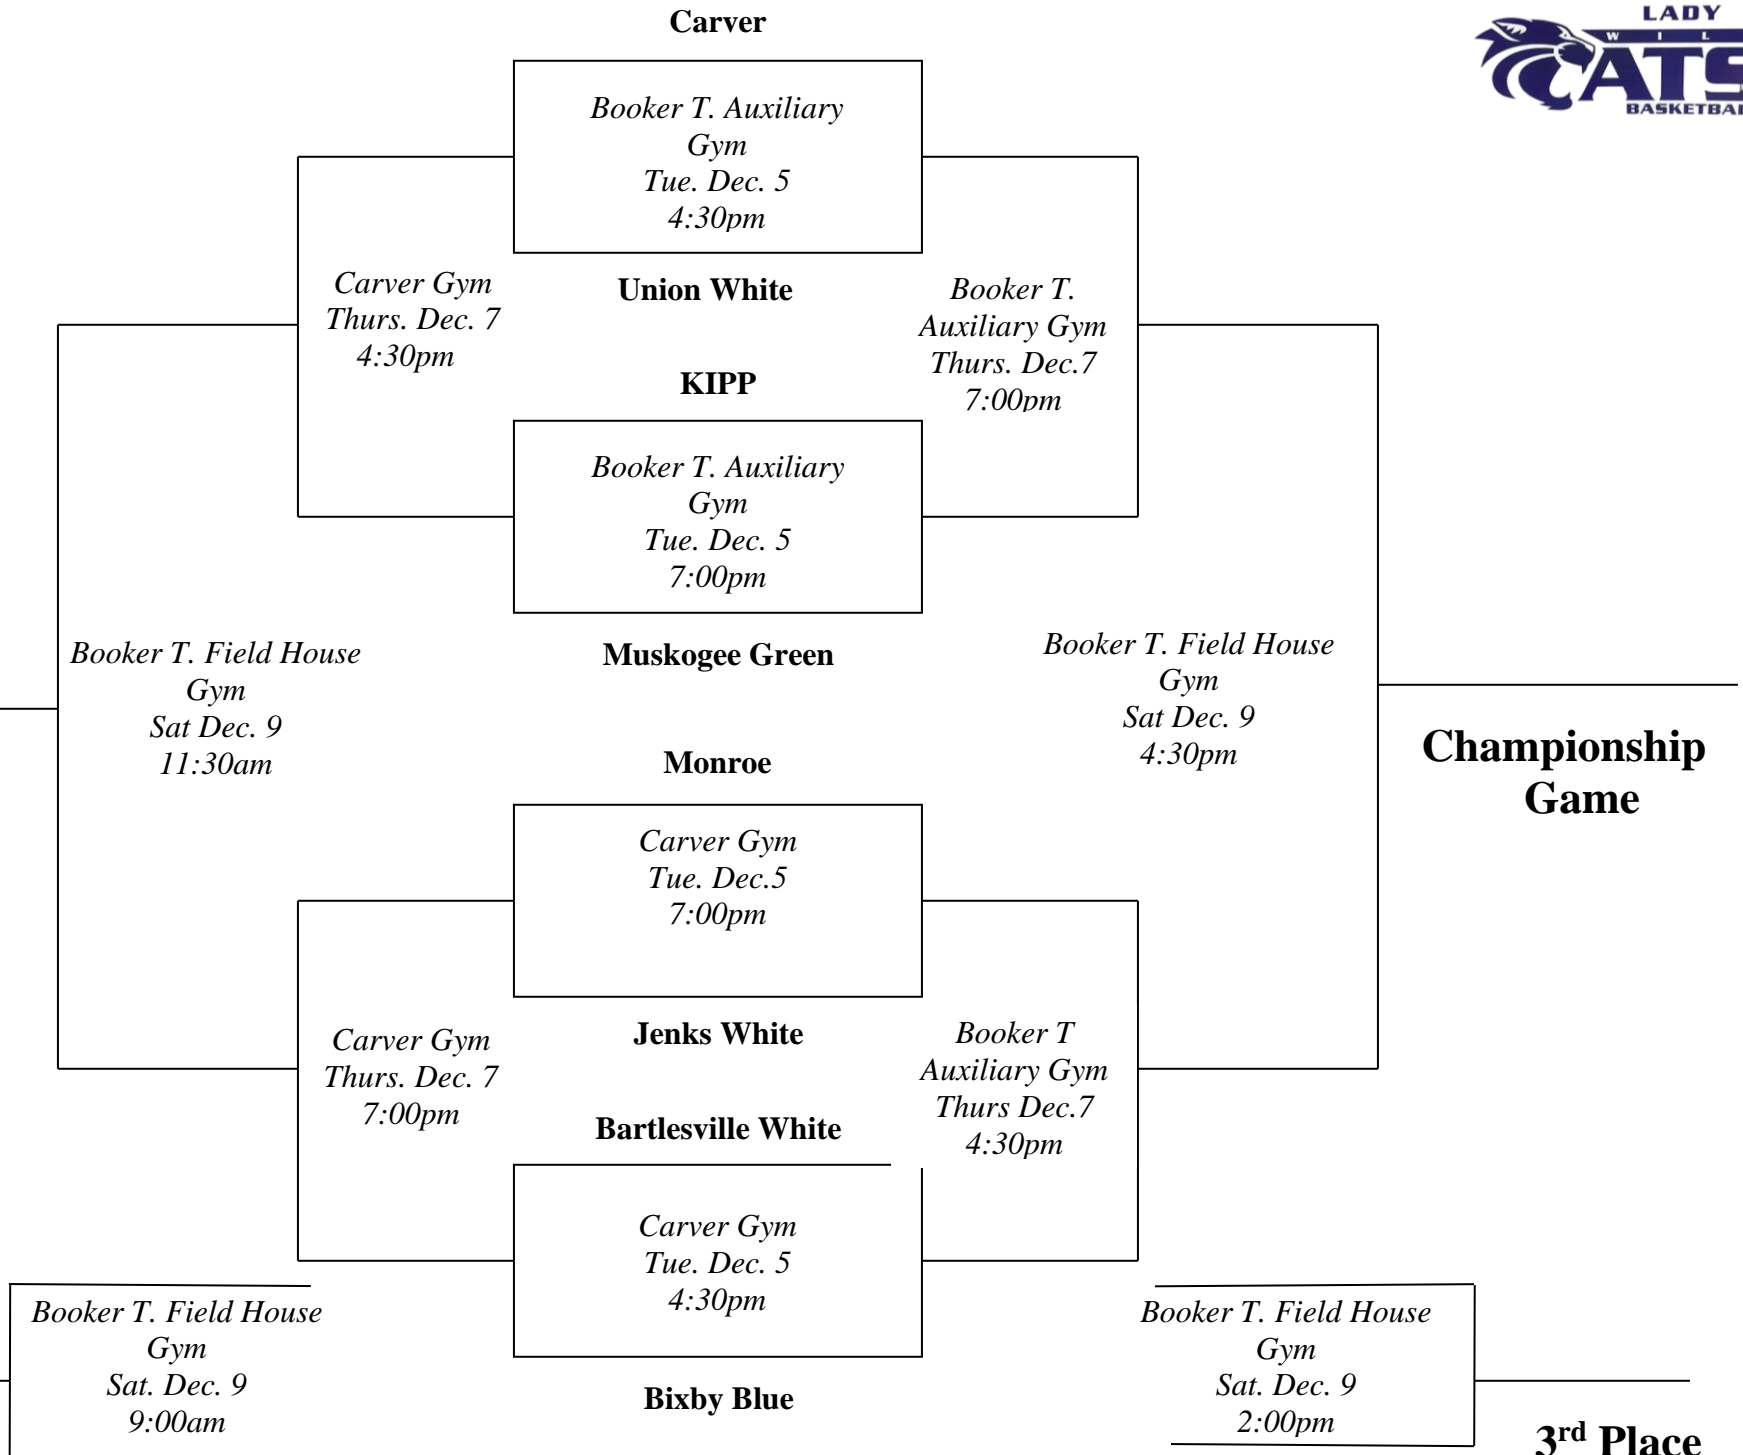 Carver
LADY
W I L
CATS
BASKETBAL
Booker T. Auxiliary
Gym
Tue. Dec. 5
4:30pm
Carver Gym
Thurs. Dec. 7
4:30pm
Union White
Booker T.
Auxiliary Gym
Thurs. Dec.7
7:00pm
KIPP
Booker T. Auxiliary
Gym
Tue. Dec. 5
7:00pm
Booker T. Field House
Gym
Sat Dec. 9
11:30am
Muskogee Green
Booker T. Field House
Gym
Sat Dec. 9
4:30pm
Championship
Game
Monroe
Carver Gym
Tue. Dec.5
7:00pm
Carver Gym
Thurs. Dec. 7
7:00pm
Jenks White
Booker T
Auxiliary Gym
Thurs Dec.7
4:30pm
Bartlesville White
Carver Gym
Tue. Dec. 5
4:30pm
Booker T. Field House
Gym
Sat. Dec. 9
9:00am
Bixby Blue
Booker T. Field House
Gym
Sat. Dec. 9
2:00pm
3rd Place